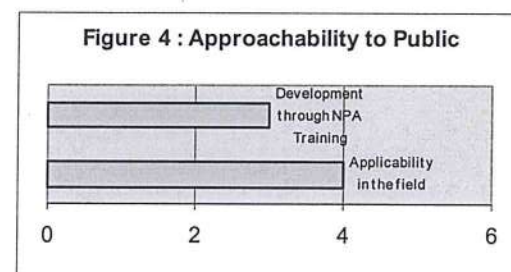 Figure 4 : Approachability to Public
Development
through NPA
Training
Applicability
in the field
0 2 4 6